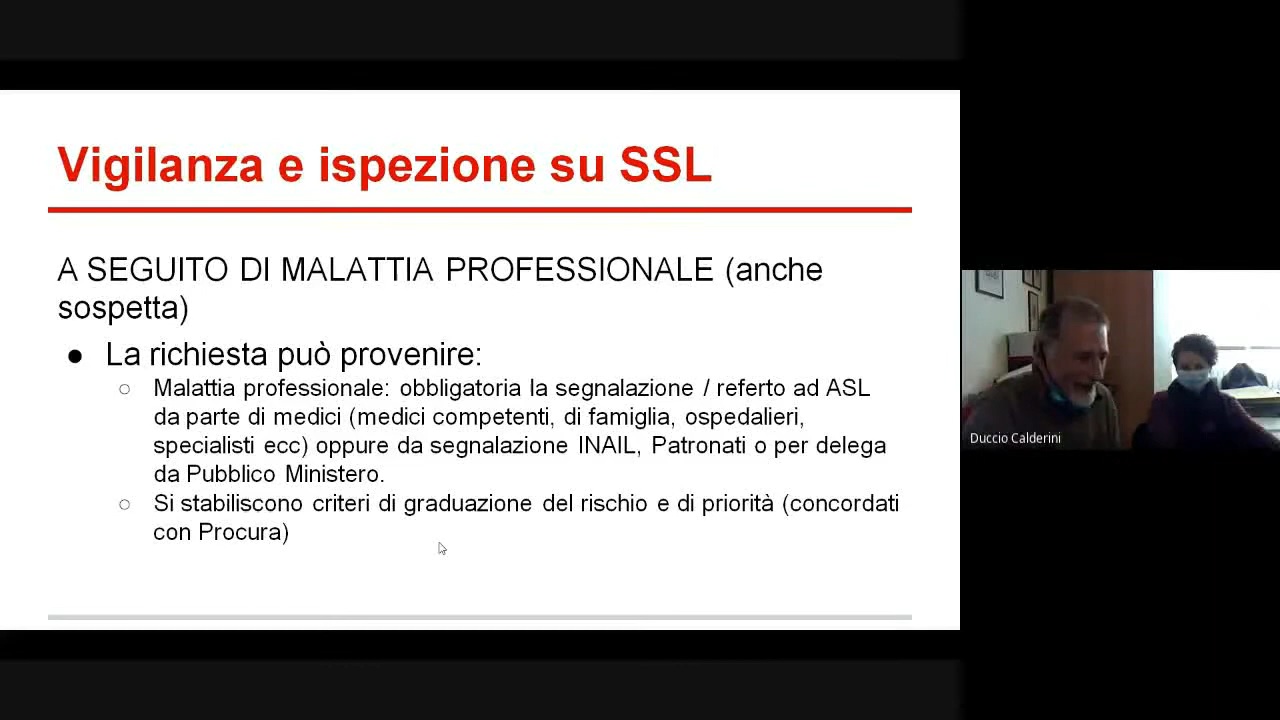 Vigilanza e ispezione su SSL
A SEGUITO DI MALATTIA PROFESSIONALE (anche
sospetta)
● La richiesta può provenire:
○ Malattia professionale: obbligatoria la segnalazione / referto ad ASL
da parte di medici (medici competenti, di famiglia, ospedalieri,
specialisti ecc) oppure da segnalazione INAIL, Patronati o per delega
da Pubblico Ministero.
○ Si stabiliscono criteri di graduazione del rischio e di priorità (concordati
con Procura)
Duccio Calderini